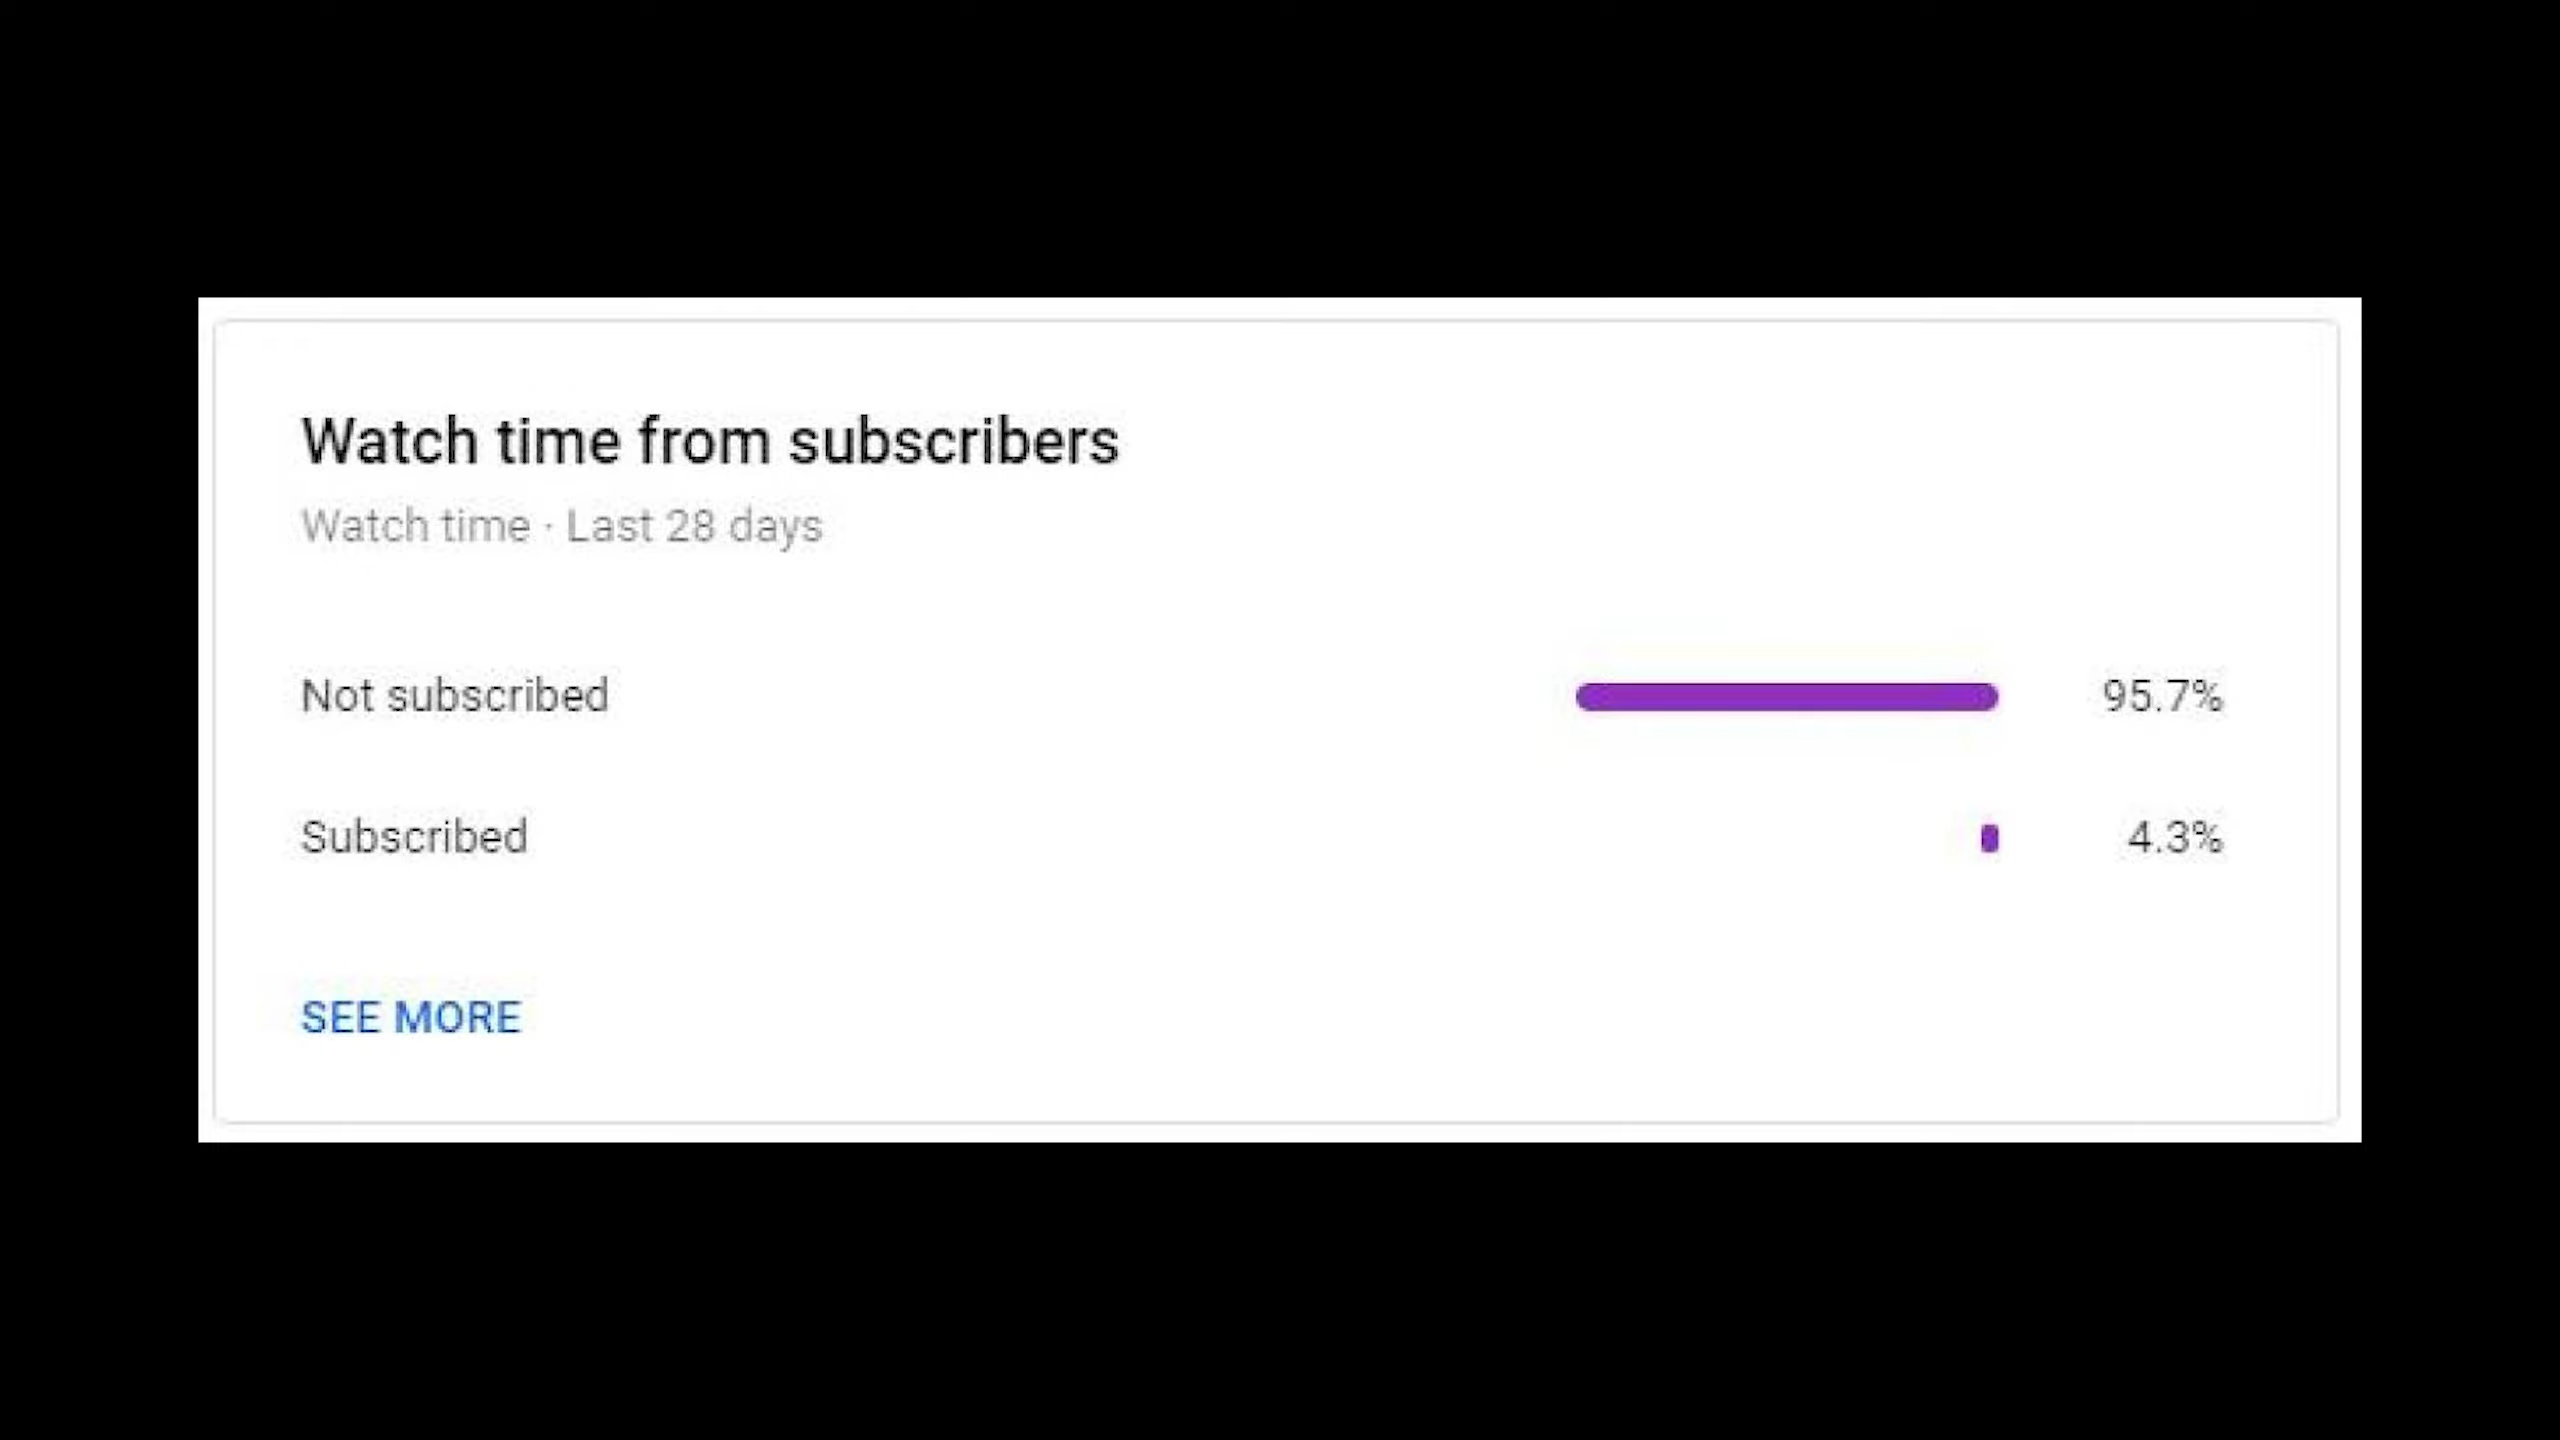 Watch time from subscribers
Watch time · Last 28 days
Not subscribed 95.7%
Subscribed 4.3%
SEE MORE